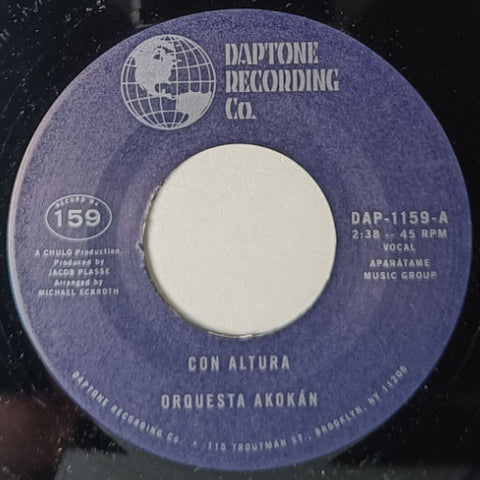 DAPTONE
RECORDING
Co.
RECORD No
159
A CHULO Production.
Produced by
JACOB PLASSE
Arranged by
MICHAEL ECKROTH
DAP-1159-A
2:38 -- 45 RPM
VOCAL
APARÁTAME
MUSIC GROUP
CON ALTURA
ORQUESTA AKOKÁN
DAPTONE RECORDING Co. • 115 TROUTMAN ST., BROOKLYN, NY 11206